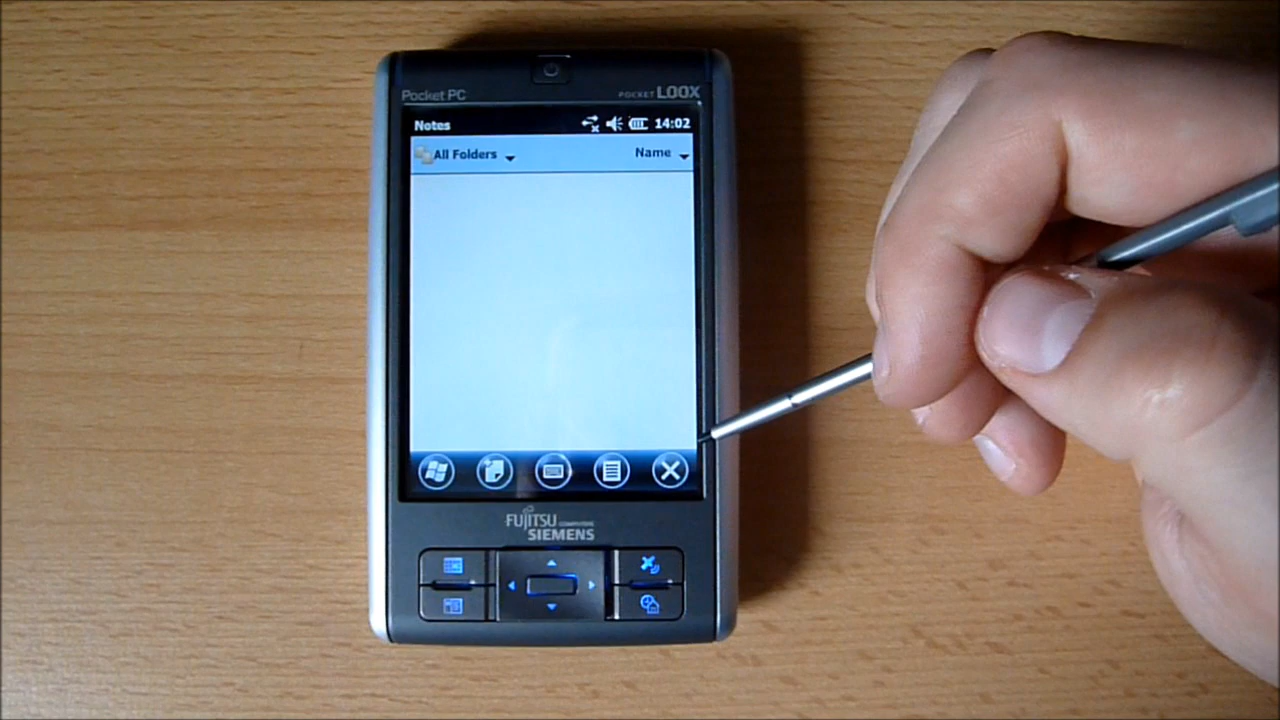 Pocket PC
POCKET LOOX
Notes
14:02
All Folders
Name
FUJITSU COMPUTERS
SIEMENS